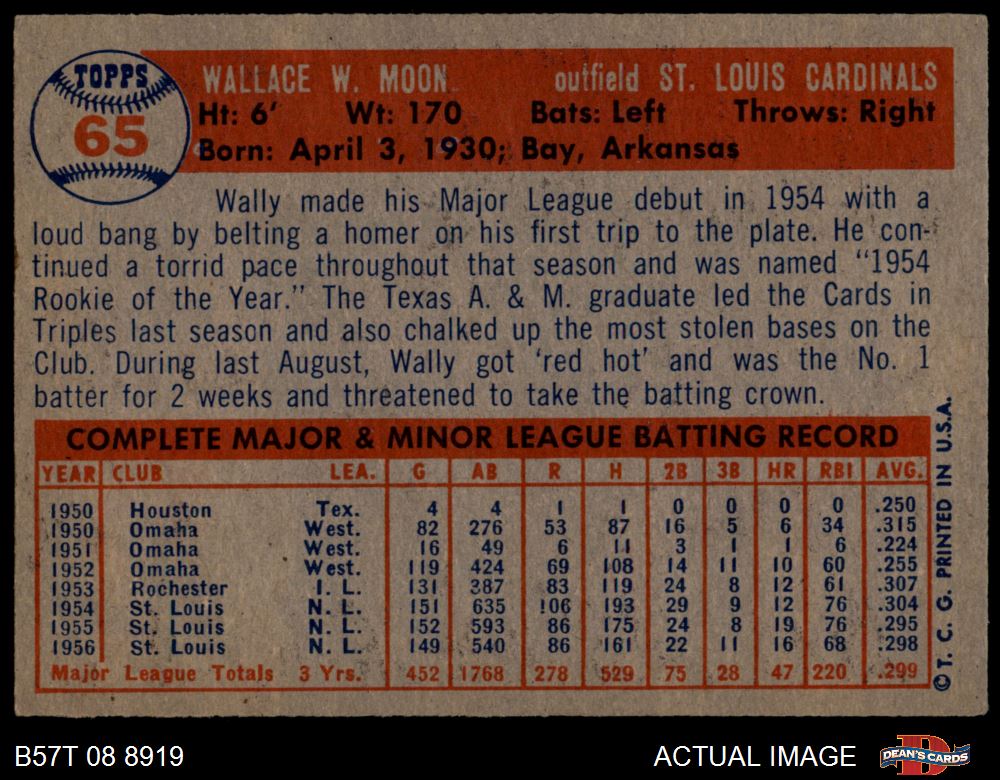 TOPPS
65
WALLACE W. MOON outfield ST. LOUIS CARDINALS
Ht: 6' Wt: 170 Bats: Left Throws: Right
Born: April 3, 1930; Bay, Arkansas
Wally made his Major League debut in 1954 with a
loud bang by belting a homer on his first trip to the plate. He con-
tinued a torrid pace throughout that season and was named "1954
Rookie of the Year." The Texas A. & M. graduate led the Cards in
Triples last season and also chalked up the most stolen bases on the
Club. During last August, Wally got 'red hot' and was the No. 1
batter for 2 weeks and threatened to take the batting crown.
COMPLETE MAJOR & MINOR LEAGUE BATTING RECORD
YEAR CLUB LEA. G AB R H 2B 3B HR RBI AVG.
1950 Houston Tex. 4 4 1 1 0 0 0 0 .250
1950 Omaha West. 82 276 53 87 16 5 6 34 .315
1951 Omaha West. 16 49 6 11 3 1 1 6 .224
1952 Omaha West. 119 424 69 108 14 11 10 60 .255
1953 Rochester I. L. 131 387 83 119 24 8 12 61 .307
1954 St. Louis N. L. 151 635 106 193 29 9 12 76 .304
1955 St. Louis N. L. 152 593 86 175 24 8 19 76 .295
1956 St. Louis N. L. 149 540 86 161 22 11 16 68 .298
Major League Totals 3 Yrs. 452 1768 278 529 75 28 47 220 .299
© T. C. G. PRINTED IN U.S.A.
B57T 08 8919 ACTUAL IMAGE DEAN'S CARDS